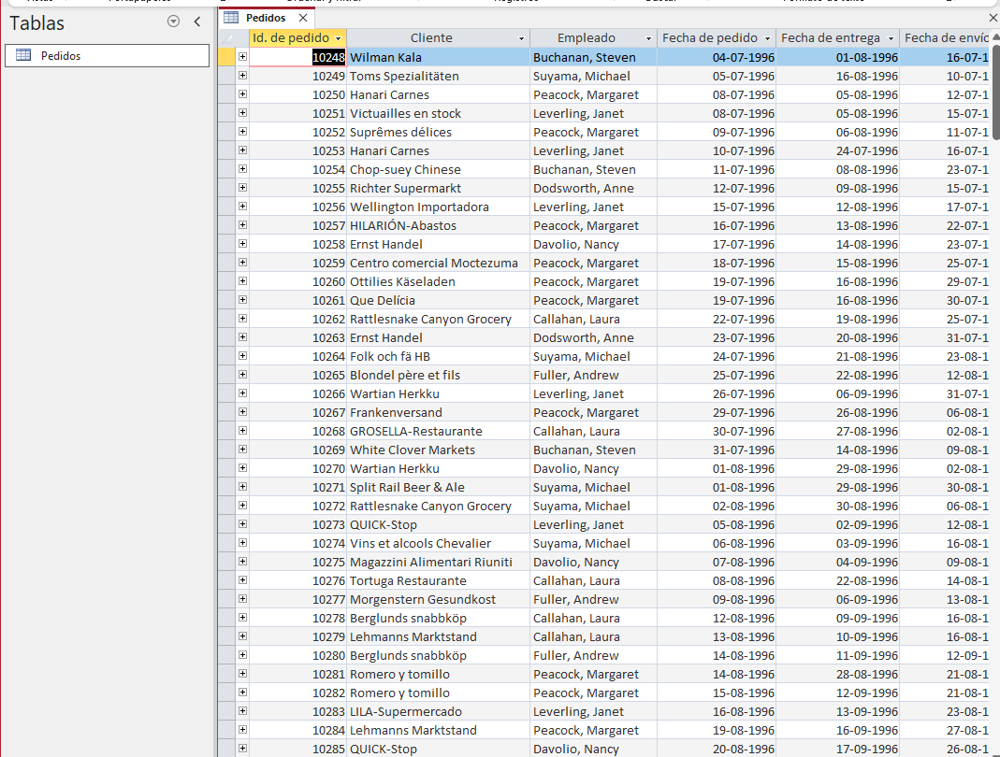 Tablas
Pedidos
Pedidos
Id. de pedido Cliente Empleado Fecha de pedido Fecha de entrega Fecha de envío
10248 Wilman Kala Buchanan, Steven 04-07-1996 01-08-1996 16-07-1
10249 Toms Spezialitäten Suyama, Michael 05-07-1996 16-08-1996 10-07-1
10250 Hanari Carnes Peacock, Margaret 08-07-1996 05-08-1996 12-07-1
10251 Victuailles en stock Leverling, Janet 08-07-1996 05-08-1996 15-07-1
10252 Suprêmes délices Peacock, Margaret 09-07-1996 06-08-1996 11-07-1
10253 Hanari Carnes Leverling, Janet 10-07-1996 24-07-1996 16-07-1
10254 Chop-suey Chinese Buchanan, Steven 11-07-1996 08-08-1996 23-07-1
10255 Richter Supermarkt Dodsworth, Anne 12-07-1996 09-08-1996 15-07-1
10256 Wellington Importadora Leverling, Janet 15-07-1996 12-08-1996 17-07-1
10257 HILARIÓN-Abastos Peacock, Margaret 16-07-1996 13-08-1996 22-07-1
10258 Ernst Handel Davolio, Nancy 17-07-1996 14-08-1996 23-07-1
10259 Centro comercial Moctezuma Peacock, Margaret 18-07-1996 15-08-1996 25-07-1
10260 Ottilies Käseladen Peacock, Margaret 19-07-1996 16-08-1996 29-07-1
10261 Que Delícia Peacock, Margaret 19-07-1996 16-08-1996 30-07-1
10262 Rattlesnake Canyon Grocery Callahan, Laura 22-07-1996 19-08-1996 25-07-1
10263 Ernst Handel Dodsworth, Anne 23-07-1996 20-08-1996 31-07-1
10264 Folk och fä HB Suyama, Michael 24-07-1996 21-08-1996 23-08-1
10265 Blondel père et fils Fuller, Andrew 25-07-1996 22-08-1996 12-08-1
10266 Wartian Herkku Leverling, Janet 26-07-1996 06-09-1996 31-07-1
10267 Frankenversand Peacock, Margaret 29-07-1996 26-08-1996 06-08-1
10268 GROSELLA-Restaurante Callahan, Laura 30-07-1996 27-08-1996 02-08-1
10269 White Clover Markets Buchanan, Steven 31-07-1996 14-08-1996 09-08-1
10270 Wartian Herkku Davolio, Nancy 01-08-1996 29-08-1996 02-08-1
10271 Split Rail Beer & Ale Suyama, Michael 01-08-1996 29-08-1996 30-08-1
10272 Rattlesnake Canyon Grocery Suyama, Michael 02-08-1996 30-08-1996 06-08-1
10273 QUICK-Stop Leverling, Janet 05-08-1996 02-09-1996 12-08-1
10274 Vins et alcools Chevalier Suyama, Michael 06-08-1996 03-09-1996 16-08-1
10275 Magazzini Alimentari Riuniti Davolio, Nancy 07-08-1996 04-09-1996 09-08-1
10276 Tortuga Restaurante Callahan, Laura 08-08-1996 22-08-1996 14-08-1
10277 Morgenstern Gesundkost Fuller, Andrew 09-08-1996 06-09-1996 13-08-1
10278 Berglunds snabbköp Callahan, Laura 12-08-1996 09-09-1996 16-08-1
10279 Lehmanns Marktstand Callahan, Laura 13-08-1996 10-09-1996 16-08-1
10280 Berglunds snabbköp Fuller, Andrew 14-08-1996 11-09-1996 12-09-1
10281 Romero y tomillo Peacock, Margaret 14-08-1996 28-08-1996 21-08-1
10282 Romero y tomillo Peacock, Margaret 15-08-1996 12-09-1996 21-08-1
10283 LILA-Supermercado Leverling, Janet 16-08-1996 13-09-1996 23-08-1
10284 Lehmanns Marktstand Peacock, Margaret 19-08-1996 16-09-1996 27-08-1
10285 QUICK-Stop Davolio, Nancy 20-08-1996 17-09-1996 26-08-1